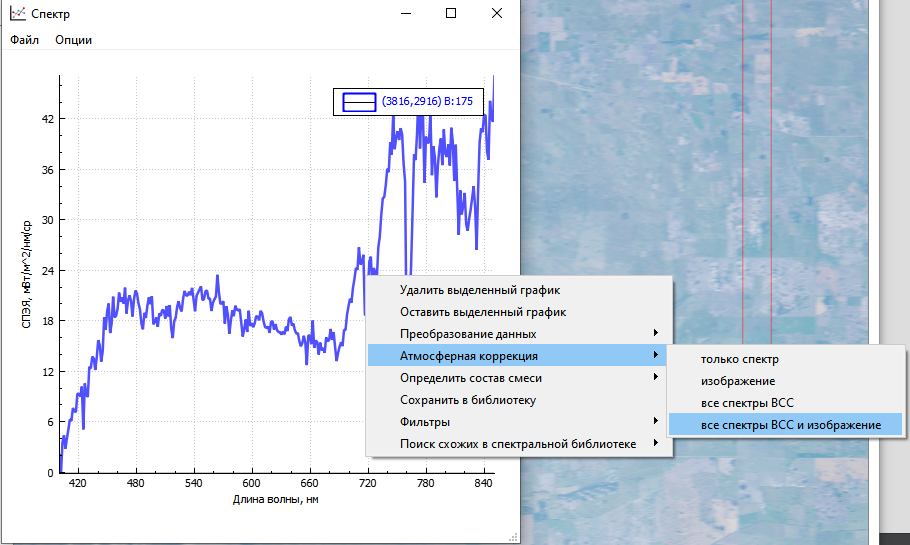 Спектр
Файл Опции
(3816,2916) В:175
42
36
30
24
18
12
6
0
СПЭЯ, мВт/м^2/нм/ср
420 480 540 600 660 720 780 840
Длина волны, нм
Удалить выделенный график
Оставить выделенный график
Преобразование данных
Атмосферная коррекция
Определить состав смеси
Сохранить в библиотеку
Фильтры
Поиск схожих в спектральной библиотеке
только спектр
изображение
все спектры ВСС
все спектры ВСС и изображение